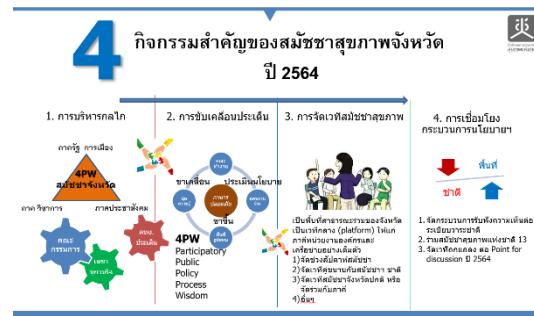 4
กิจกรรมสำคัญของสมัชชาสุขภาพจังหวัด
ปี 2564
1. การบริหารกลไก
ภาครัฐ การเมือง
4PW
สมัชชาจังหวัด
ภาควิชาการ
ภาคประชาสังคม
คณะ
กรรมการ
เลขา
คทง.
ประเด็น
2. การขับเคลื่อนประเด็น
ขาเคลื่อน
ประเมินนโยบาย
ขาขึ้น
4PW
Participatory
Public
Policy
Process
Wisdom
3. การจัดเวทีสมัชชาสุขภาพ
เป็นพื้นที่สาธารณะร่วมของจังหวัด
เป็นเวทีกลาง (platform) ให้แก่
ภาคีหน่วยงานองค์กรและ
เครือข่ายอย่างเต็มตัว
1)จัดช่วงสัปดาห์สมัชชา
2)จัดเวทีคู่ขนานกับสมัชชาฯ ชาติ
3)จัดเวทีสมัชชาจังหวัดปกติ หรือ
จัดร่วมกับภาคี
4)อื่นๆ
4. การเชื่อมโยง
กระบวนการนโยบายฯ
พื้นที่
ชาติ
1. จัดกระบวนการรับฟังความเห็นต่อ
ระเบียบวาระชาติ
2. ร่วมสมัชชาสุขภาพแห่งชาติ 13
3. จัดเวทีถกแถลง ต่อ Point for
discussion ปี 2564